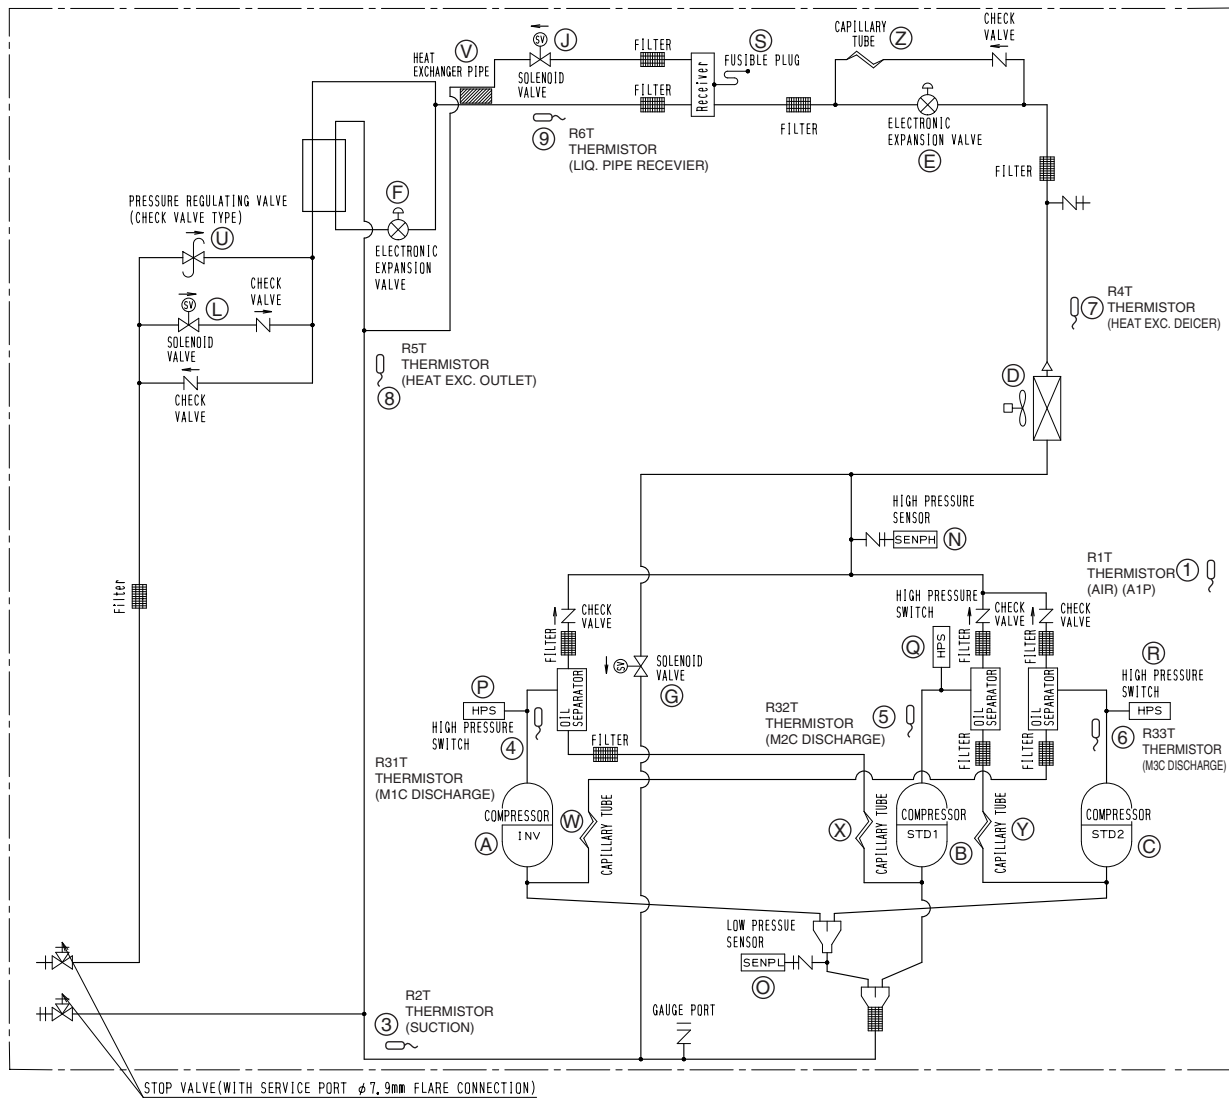 CAPILLARY
TUBE
Z
CHECK
VALVE
SV
J
SOLENOID
VALVE
V
HEAT
EXCHANGER PIPE
FILTER
FILTER
Receiver
S
FUSIBLE PLUG
FILTER
ELECTRONIC
EXPANSION VALVE
E
FILTER
9
R6T
THERMISTOR
(LIQ. PIPE RECEVIER)
F
ELECTRONIC
EXPANSION
VALVE
PRESSURE REGULATING VALVE
(CHECK VALVE TYPE)
U
SV
L
SOLENOID
VALVE
CHECK
VALVE
CHECK
VALVE
R5T
THERMISTOR
(HEAT EXC. OUTLET)
8
7
R4T
THERMISTOR
(HEAT EXC. DEICER)
D
HIGH PRESSURE
SENSOR
SENPH
N
R1T
THERMISTOR
(AIR) (A1P)
1
Filter
CHECK
VALVE
FILTER
OIL
SEPARATOR
SV
SOLENOID
VALVE
G
HIGH PRESSURE
SWITCH
Q
HPS
CHECK
VALVE
FILTER
CHECK
VALVE
FILTER
OIL
SEPARATOR
OIL
SEPARATOR
R
HIGH PRESSURE
SWITCH
HPS
P
HPS
HIGH PRESSURE
SWITCH
4
R31T
THERMISTOR
(M1C DISCHARGE)
FILTER
R32T
THERMISTOR
(M2C DISCHARGE)
5
FILTER
FILTER
6
R33T
THERMISTOR
(M3C DISCHARGE)
COMPRESSOR
INV
A
W
CAPILLARY TUBE
X
CAPILLARY TUBE
COMPRESSOR
STD1
B
CAPILLARY TUBE
Y
COMPRESSOR
STD2
C
LOW PRESSUE
SENSOR
SENPL
O
R2T
THERMISTOR
(SUCTION)
3
GAUGE PORT
STOP VALVE(WITH SERVICE PORT φ7.9mm FLARE CONNECTION)